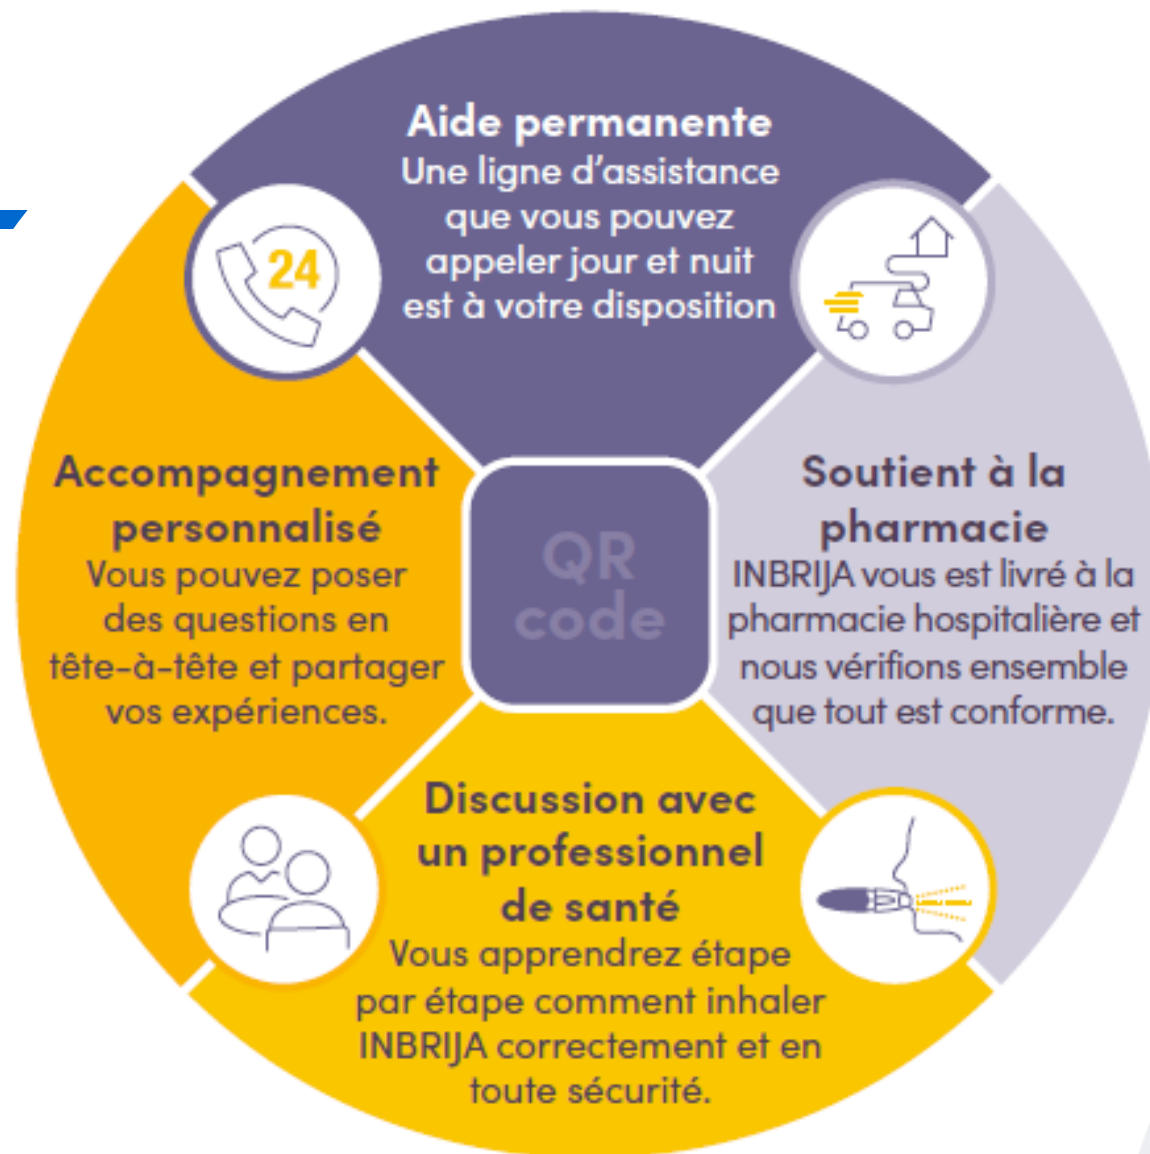 Aide permanente
Une ligne d'assistance
que vous pouvez
appeler jour et nuit
est à votre disposition
24
Accompagnement
personnalisé
Vous pouvez poser
des questions en
tête-à-tête et partager
vos expériences.
QR
code
Soutient à la
pharmacie
INBRIJA vous est livré à la
pharmacie hospitalière et
nous vérifions ensemble
que tout est conforme.
Discussion avec
un professionnel
de santé
Vous apprendrez étape
par étape comment inhaler
INBRIJA correctement et en
toute sécurité.